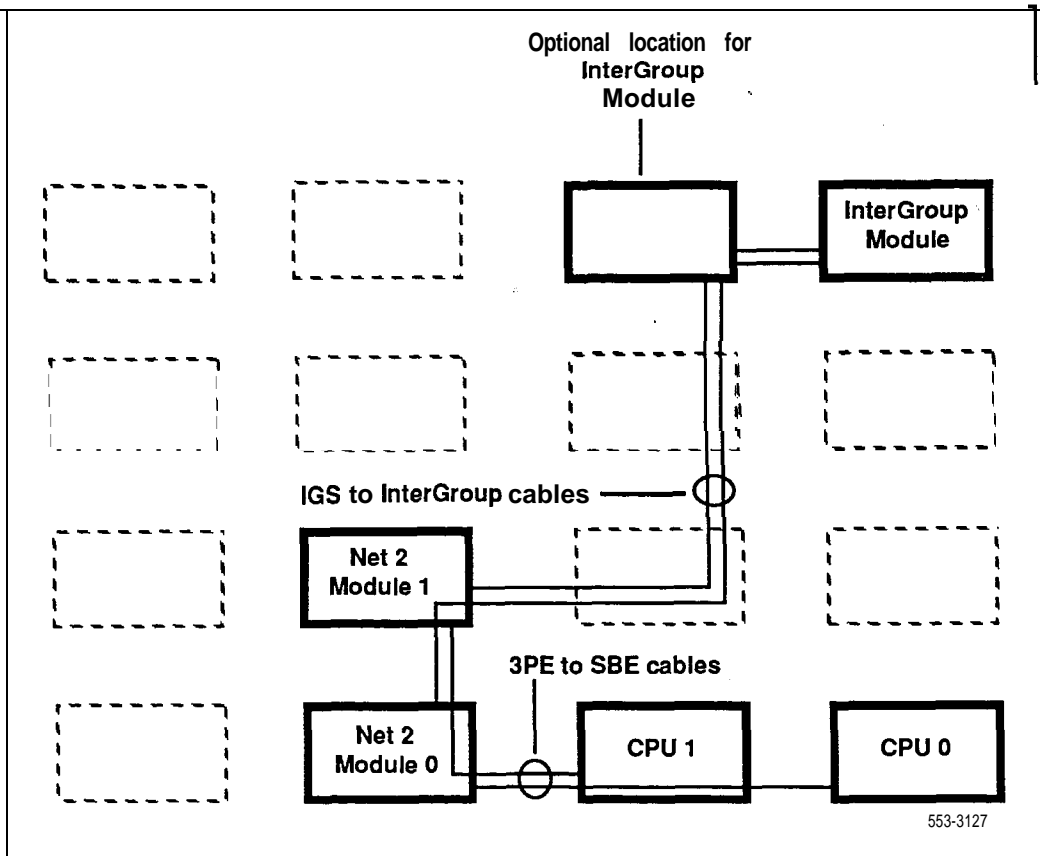 Optional location for
InterGroup
Module
InterGroup
Module
IGS to InterGroup cables
Net 2
Module 1
3PE to SBE cables
Net 2
Module 0
CPU 1
CPU 0
553-3127